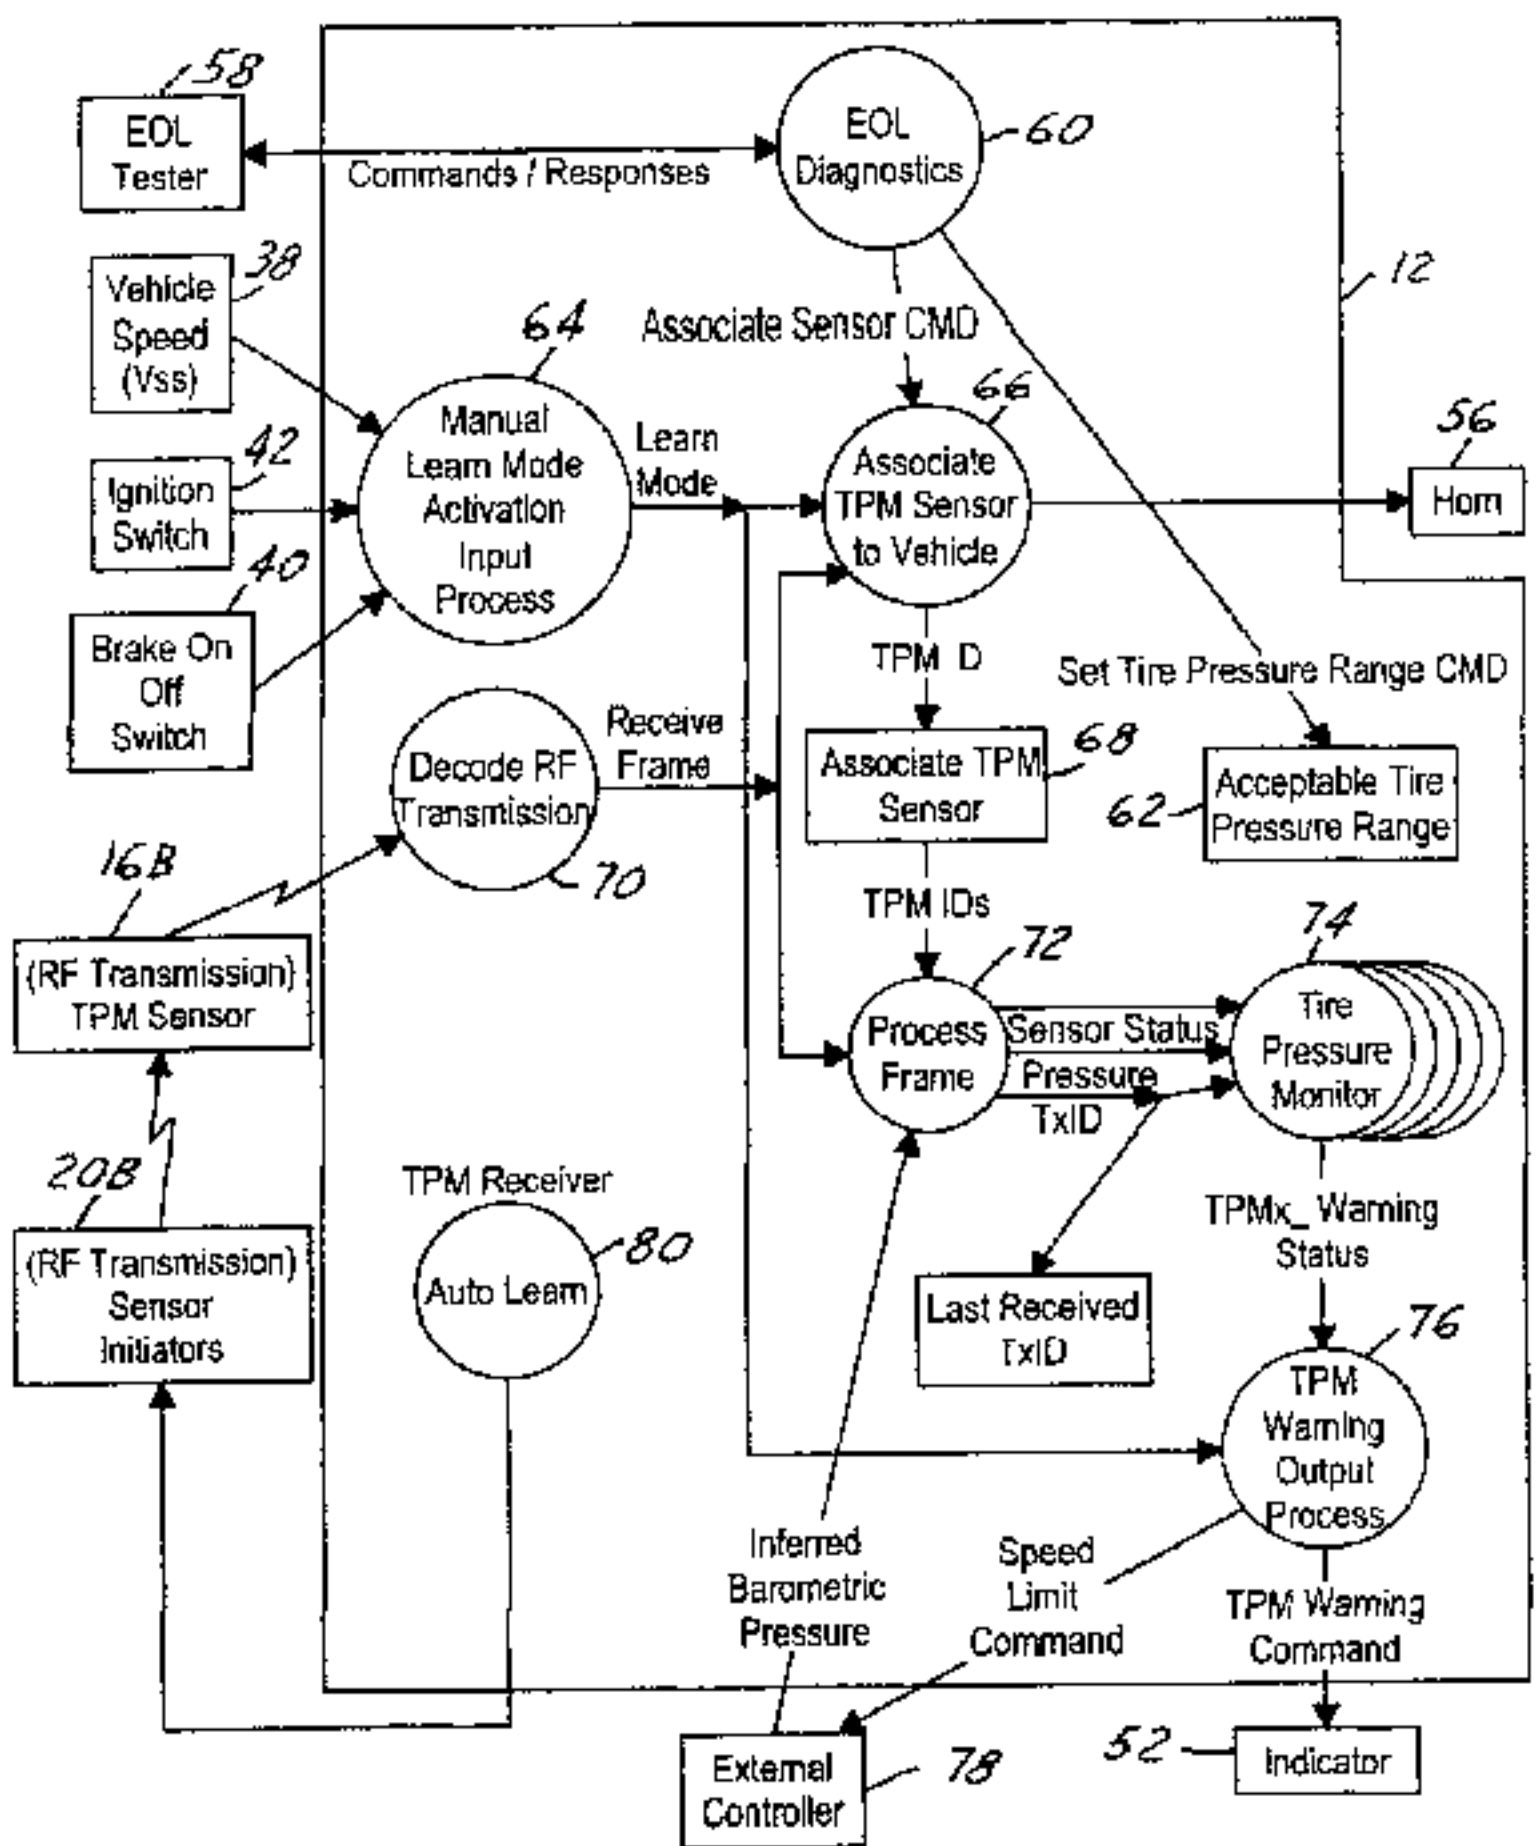 58
EOL
Tester
Commands / Responses
EOL
Diagnostics
60
Vehicle
Speed
(Vss)
38
12
64
Associate Sensor CMD
Manual
Learn Mode
Activation
Input
Process
Learn
Mode
66
Associate
TPM Sensor
to Vehicle
56
Horn
42
Ignition
Switch
40
Brake On
Off
Switch
TPM ID
Set Tire Pressure Range CMD
Decode RF
Transmission
70
Receive
Frame
68
Associate TPM
Sensor
62
Acceptable Tire
Pressure Range
16B
(RF Transmission)
TPM Sensor
TPM IDs
72
Process
Frame
Sensor Status
Pressure
TxID
74
Tire
Pressure
Monitor
20B
(RF Transmission)
Sensor
Initiators
TPM Receiver
80
Auto Learn
TPMx_ Warning
Status
Last Received
TxID
76
TPM
Warning
Output
Process
Inferred
Barometric
Pressure
Speed
Limit
Command
TPM Warning
Command
External
Controller
78
52
Indicator